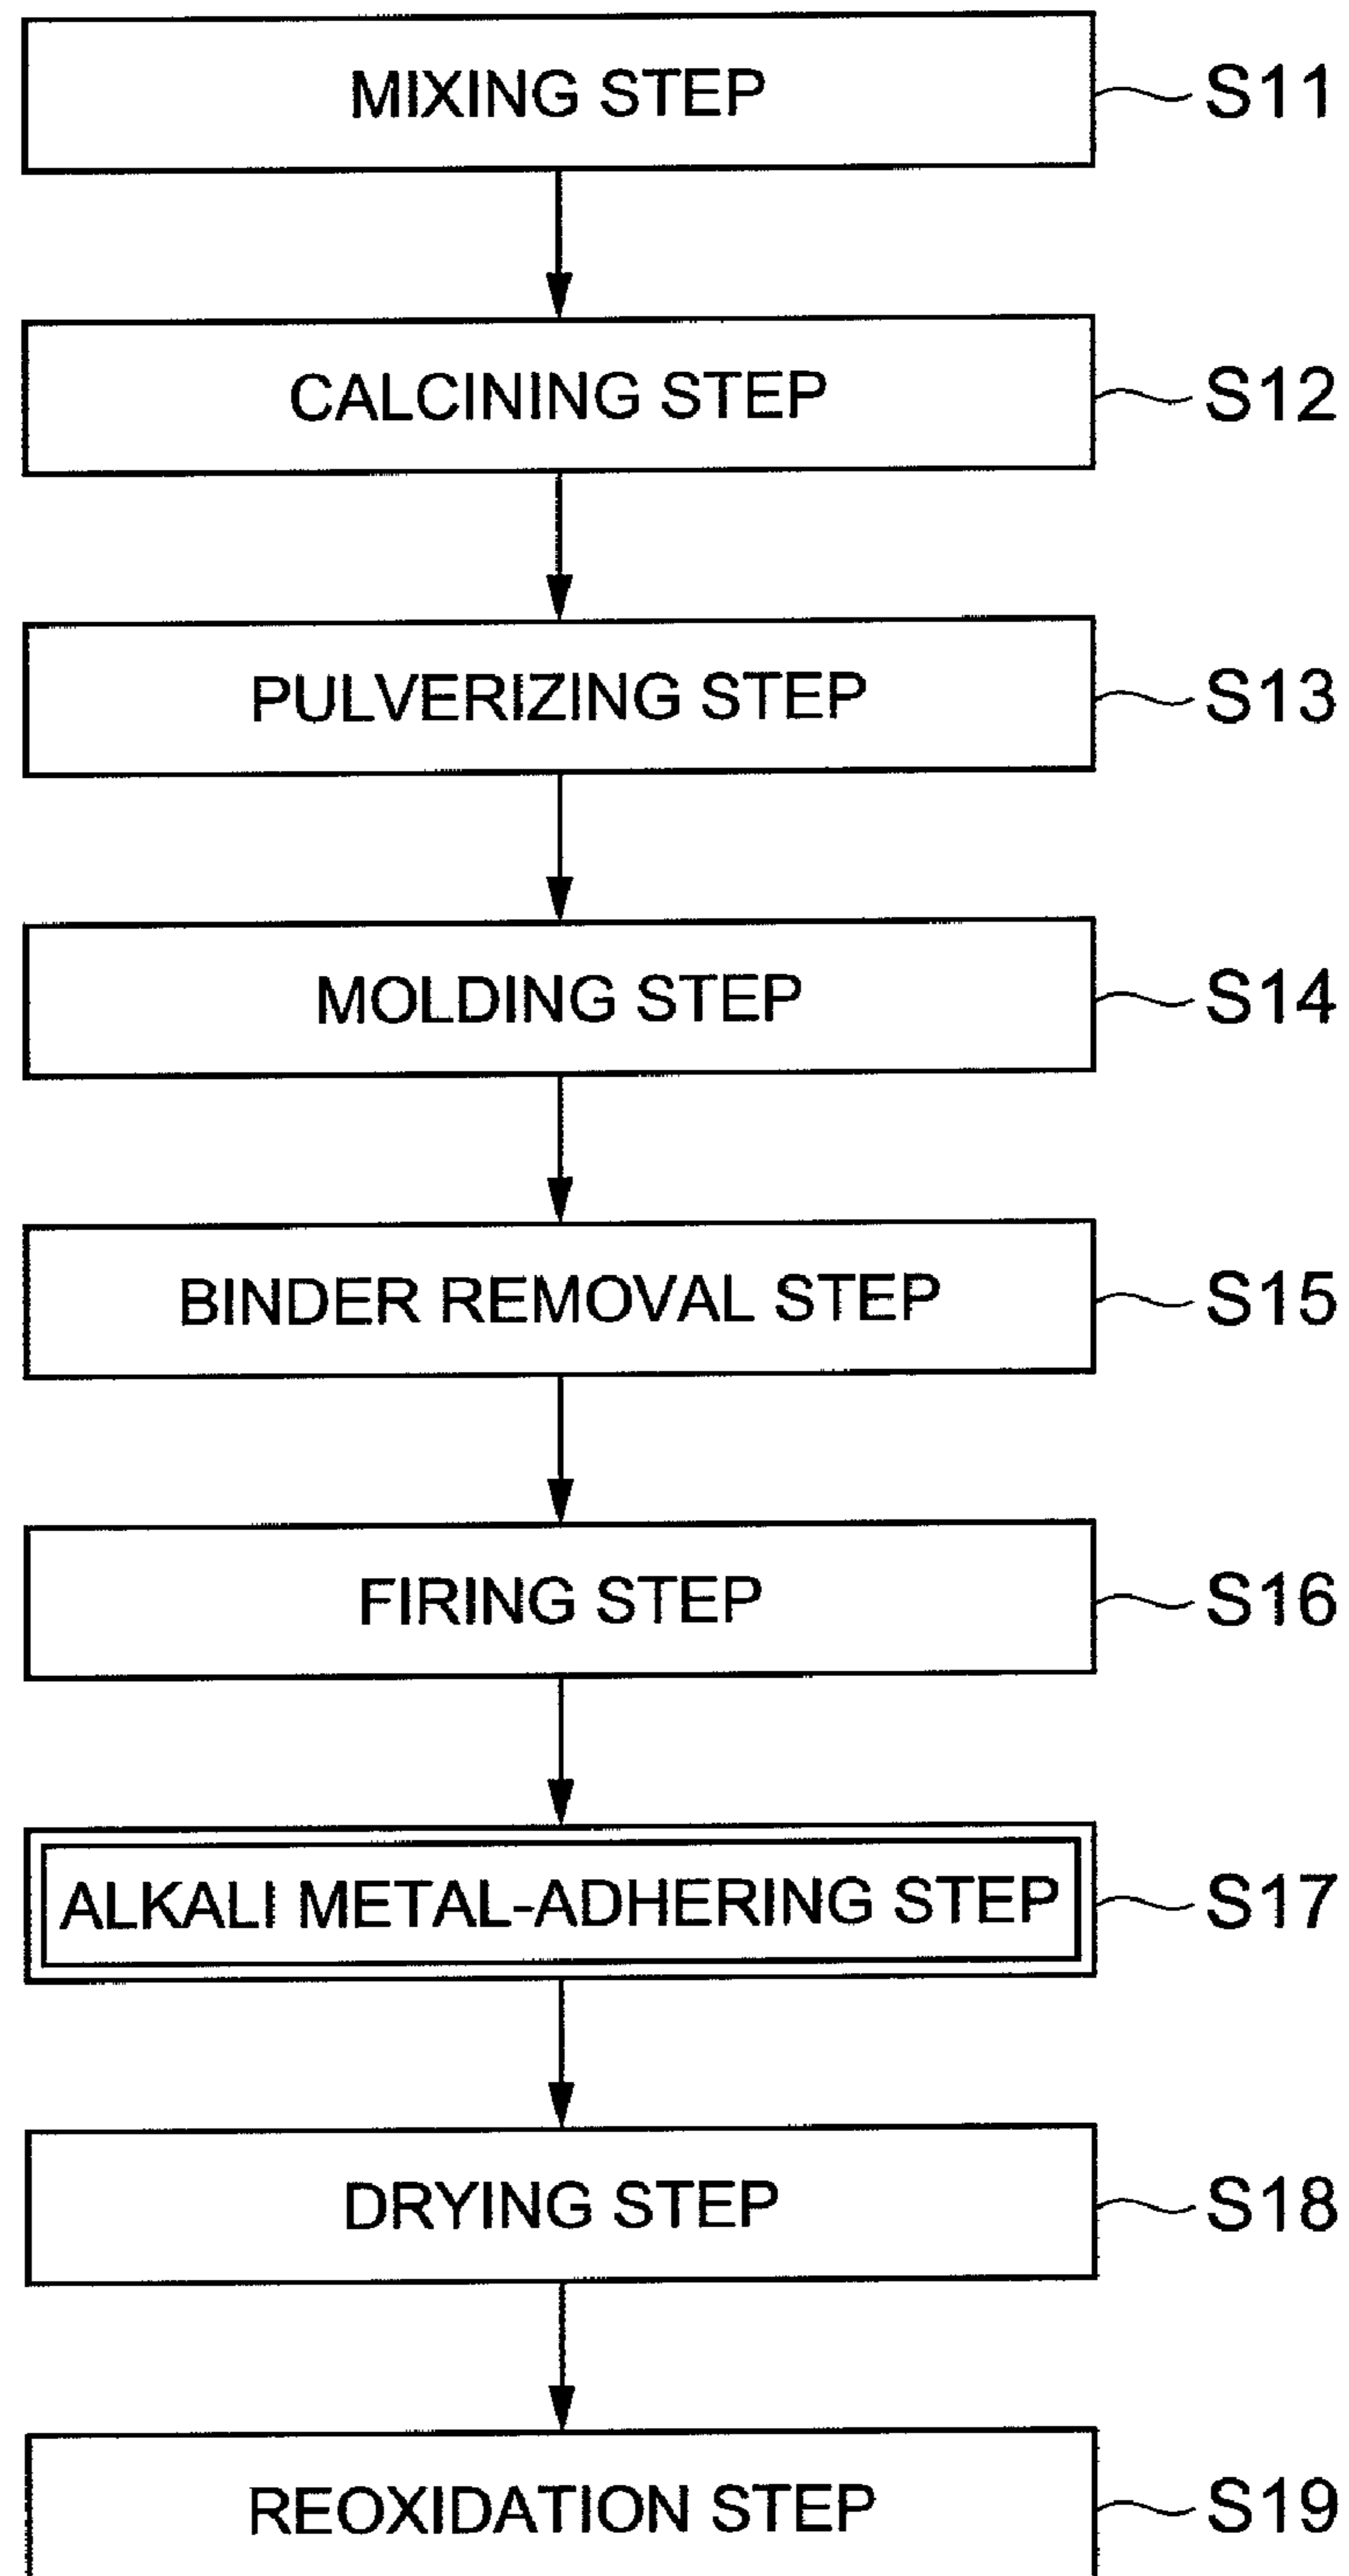 MIXING STEP S11
CALCINING STEP S12
PULVERIZING STEP S13
MOLDING STEP S14
BINDER REMOVAL STEP S15
FIRING STEP S16
ALKALI METAL-ADHERING STEP S17
DRYING STEP S18
REOXIDATION STEP S19